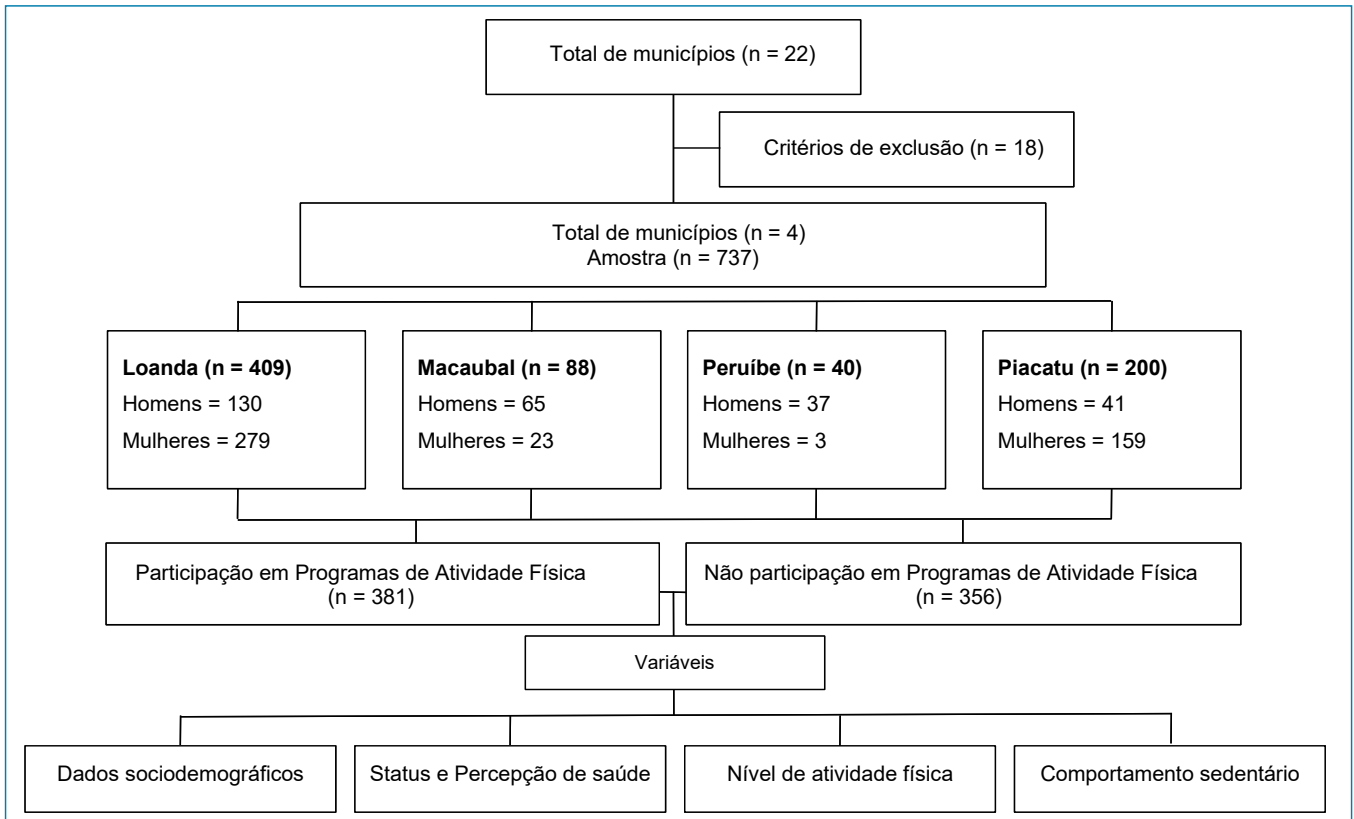 Total de municípios (n = 22)
Critérios de exclusão (n = 18)
Total de municípios (n = 4)
Amostra (n = 737)
Loanda (n = 409)
Homens = 130
Mulheres = 279
Macaubal (n = 88)
Homens = 65
Mulheres = 23
Peruíbe (n = 40)
Homens = 37
Mulheres = 3
Piacatu (n = 200)
Homens = 41
Mulheres = 159
Participação em Programas de Atividade Física
(n = 381)
Não participação em Programas de Atividade Física
(n = 356)
Variáveis
Dados sociodemográficos
Status e Percepção de saúde
Nível de atividade física
Comportamento sedentário